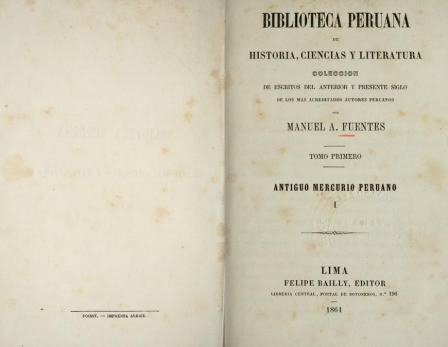 POISSY. — IMPRENTA ARBIEU.
BIBLIOTECA PERUANA
DE
HISTORIA, CIENCIAS Y LITERATURA
COLECCION
DE ESCRITOS DEL ANTERIOR Y PRESENTE SIGLO
DE LOS MAS ACREDITADOS AUTORES PERUANOS
POR
MANUEL A. FUENTES
TOMO PRIMERO
ANTIGUO MERCURIO PERUANO
I
LIMA
FELIPE BAILLY, EDITOR
LIBRERIA CENTRAL, PORTAL DE BOTONEROS, N.º 196
1861